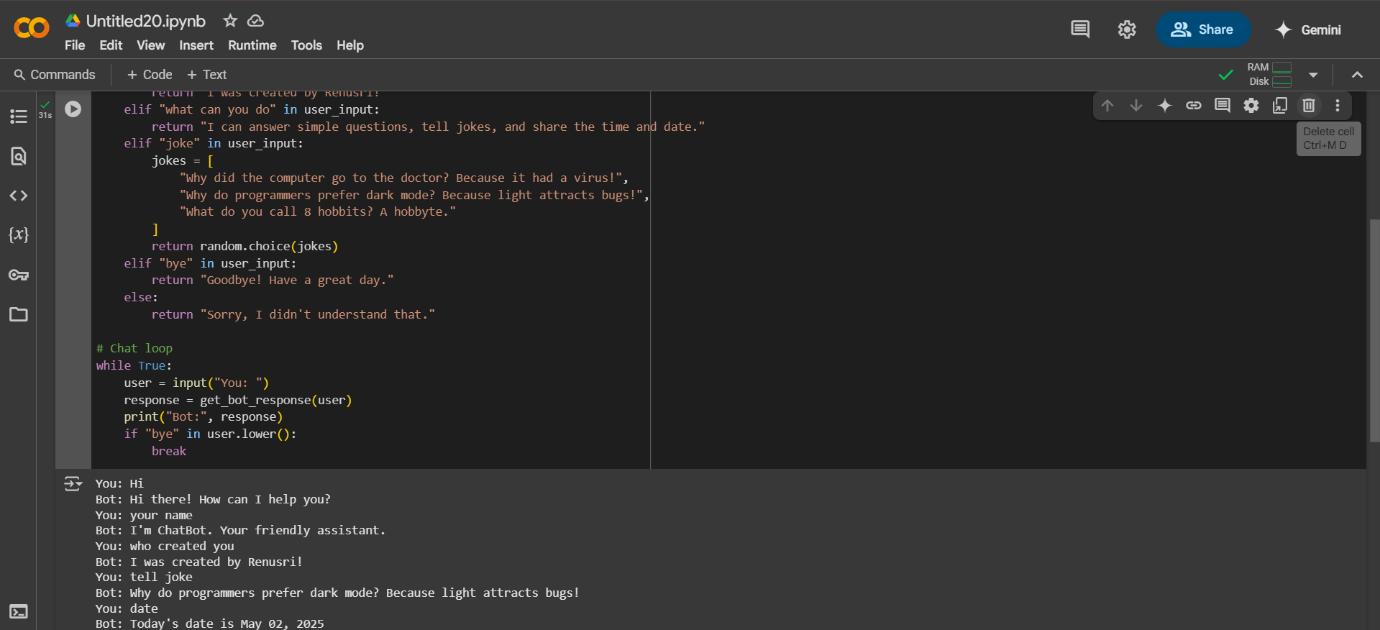 Untitled20.ipynb
File Edit View Insert Runtime Tools Help
Share
Gemini
Commands + Code + Text
RAM
Disk
31s
return "I was created by Renusri!"
elif "what can you do" in user_input:
return "I can answer simple questions, tell jokes, and share the time and date."
elif "joke" in user_input:
jokes = [
"Why did the computer go to the doctor? Because it had a virus!",
"Why do programmers prefer dark mode? Because light attracts bugs!",
"What do you call 8 hobbits? A hobbyte."
]
return random.choice(jokes)
elif "bye" in user_input:
return "Goodbye! Have a great day."
else:
return "Sorry, I didn't understand that."
# Chat loop
while True:
user = input("You: ")
response = get_bot_response(user)
print("Bot:", response)
if "bye" in user.lower():
break
Delete cell
Ctrl+M D
You: Hi
Bot: Hi there! How can I help you?
You: your name
Bot: I'm ChatBot. Your friendly assistant.
You: who created you
Bot: I was created by Renusri!
You: tell joke
Bot: Why do programmers prefer dark mode? Because light attracts bugs!
You: date
Bot: Today's date is May 02, 2025